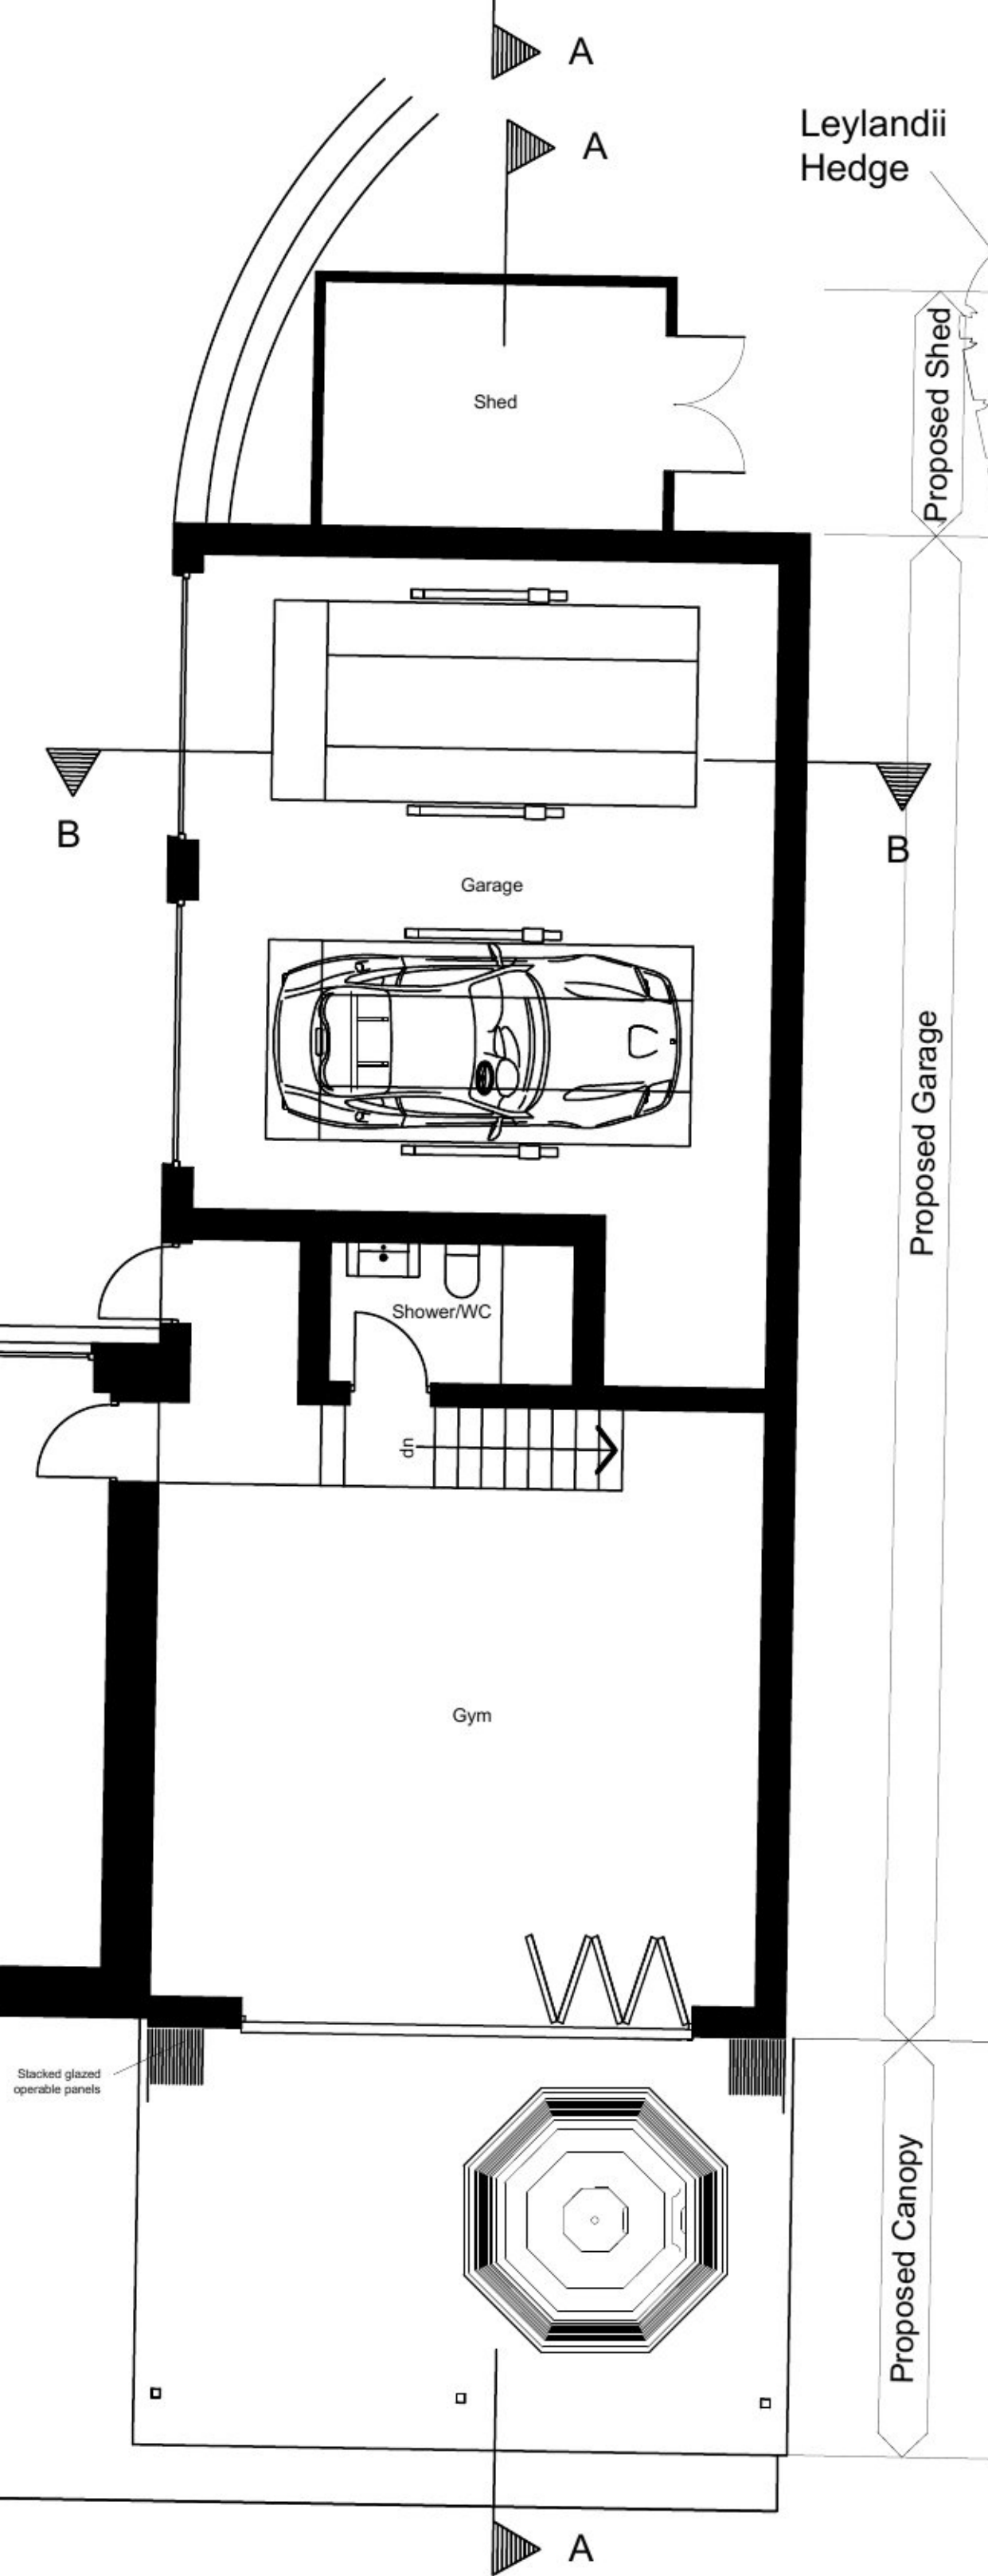 A
A
Leylandii
Hedge
Proposed Shed
Shed
B
B
Garage
Proposed Garage
Shower/WC
up
Gym
Stacked glazed
operable panels
Proposed Canopy
A